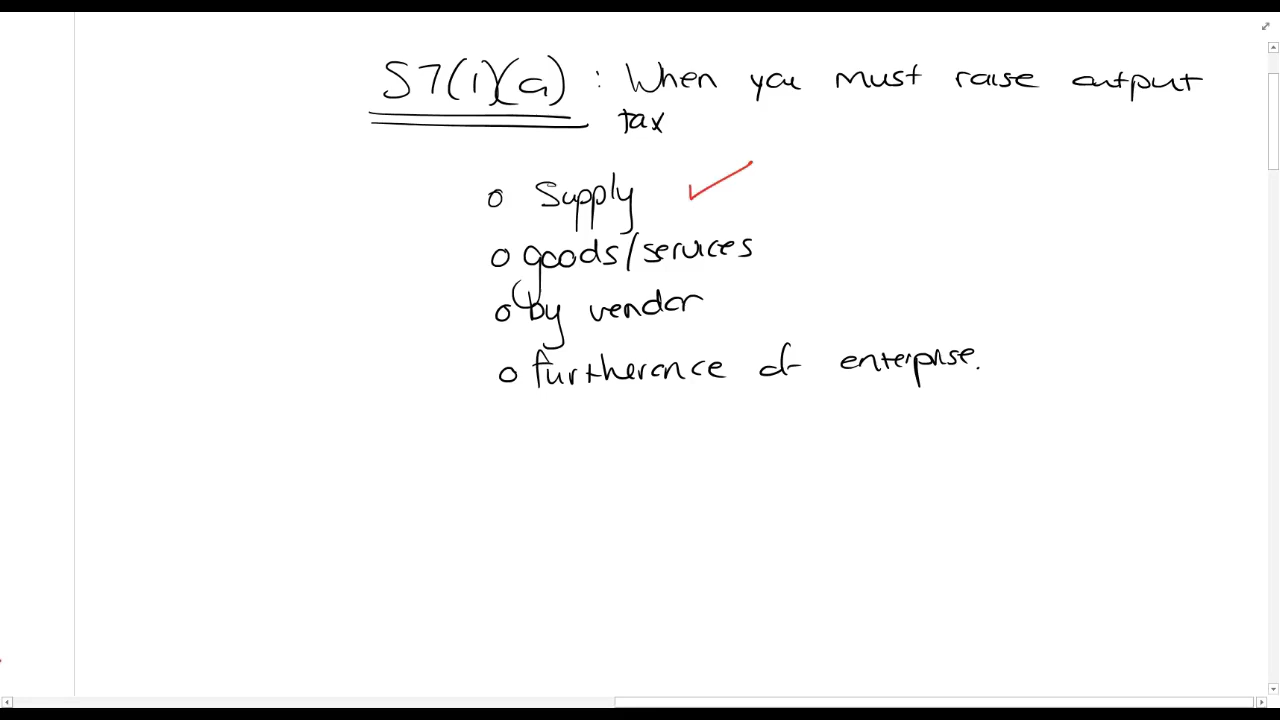 S7(1)(a) : When you must raise output
tax
o Supply
o goods/services
o by vendor
o furtherance of enterprise.